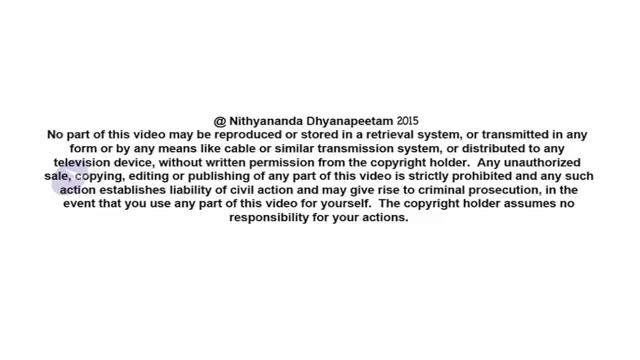 @ Nithyananda Dhyanapeetam 2015
No part of this video may be reproduced or stored in a retrieval system, or transmitted in any
form or by any means like cable or similar transmission system, or distributed to any
television device, without written permission from the copyright holder.  Any unauthorized
sale, copying, editing or publishing of any part of this video is strictly prohibited and any such
action establishes liability of civil action and may give rise to criminal prosecution, in the
event that you use any part of this video for yourself.  The copyright holder assumes no
responsibility for your actions.